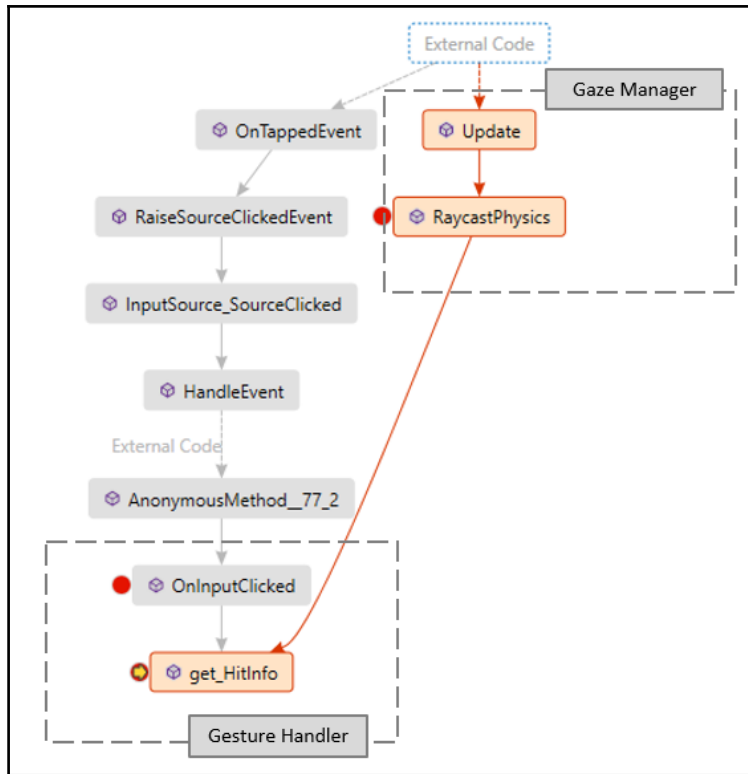 External Code
Gaze Manager
OnTappedEvent
Update
RaiseSourceClickedEvent
RaycastPhysics
InputSource_SourceClicked
HandleEvent
External Code
AnonymousMethod__77_2
OnInputClicked
get_HitInfo
Gesture Handler